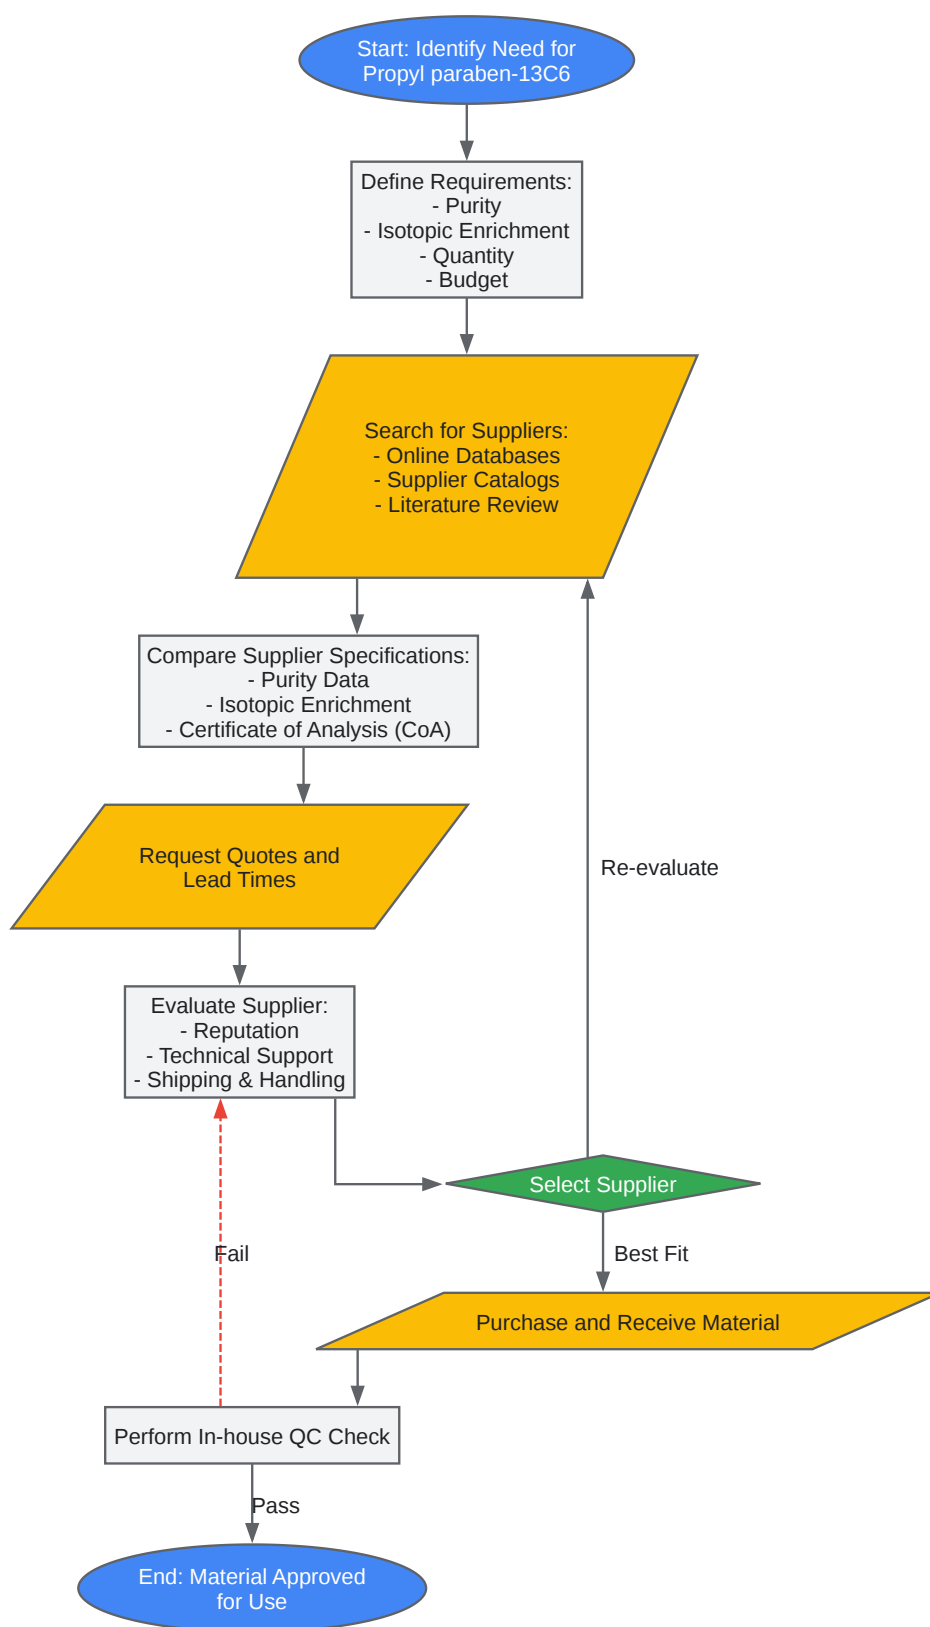 Start: Identify Need for
Propyl paraben-13C6
Define Requirements:
- Purity
- Isotopic Enrichment
- Quantity
- Budget
Search for Suppliers:
- Online Databases
- Supplier Catalogs
- Literature Review
Compare Supplier Specifications:
- Purity Data
- Isotopic Enrichment
- Certificate of Analysis (CoA)
Request Quotes and
Lead Times
Re-evaluate
Evaluate Supplier:
- Reputation
- Technical Support
- Shipping & Handling
Select Supplier
Fail
Best Fit
Purchase and Receive Material
Perform In-house QC Check
Pass
End: Material Approved
for Use